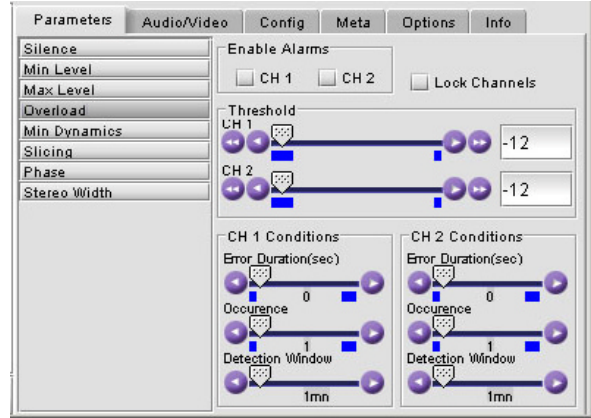 Parameters Audio/Video Config Meta Options Info
Silence
Min Level
Max Level
Overload
Min Dynamics
Slicing
Phase
Stereo Width
Enable Alarms
CH 1 CH 2
Lock Channels
Threshold
CH 1
-12
CH 2
-12
CH 1 Conditions
Error Duration(sec)
0
Occurence
1
Detection Window
1mn
CH 2 Conditions
Error Duration(sec)
0
Occurence
1
Detection Window
1mn